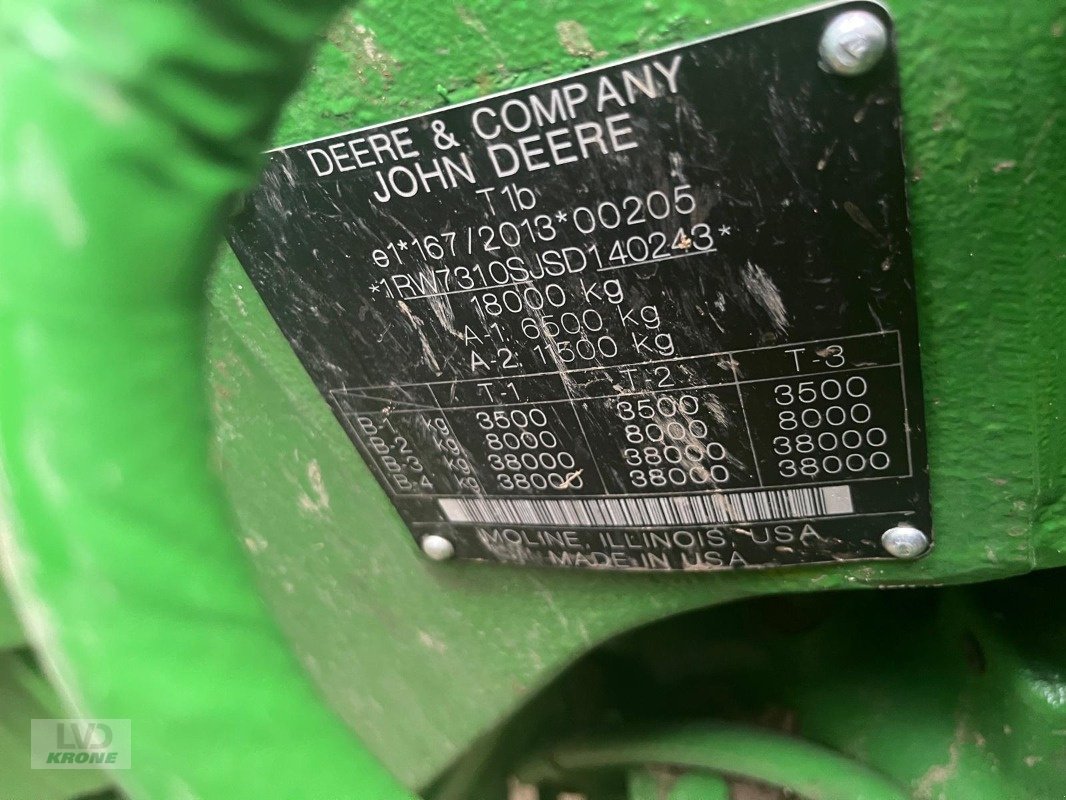 DEERE & COMPANY
JOHN DEERE
T1b
e1*167/2013*00205
*1RW7310SJSD140243*
18000 kg
A-1: 6500 kg
A-2: 11500 kg
T-1 T-2 T-3
B-1 kg 3500 3500 3500
B-2 kg 8000 8000 8000
B-3 kg 38000 38000 38000
B-4 kg 38000 38000 38000
MOLINE, ILLINOIS, USA
MADE IN USA
LVD
KRONE